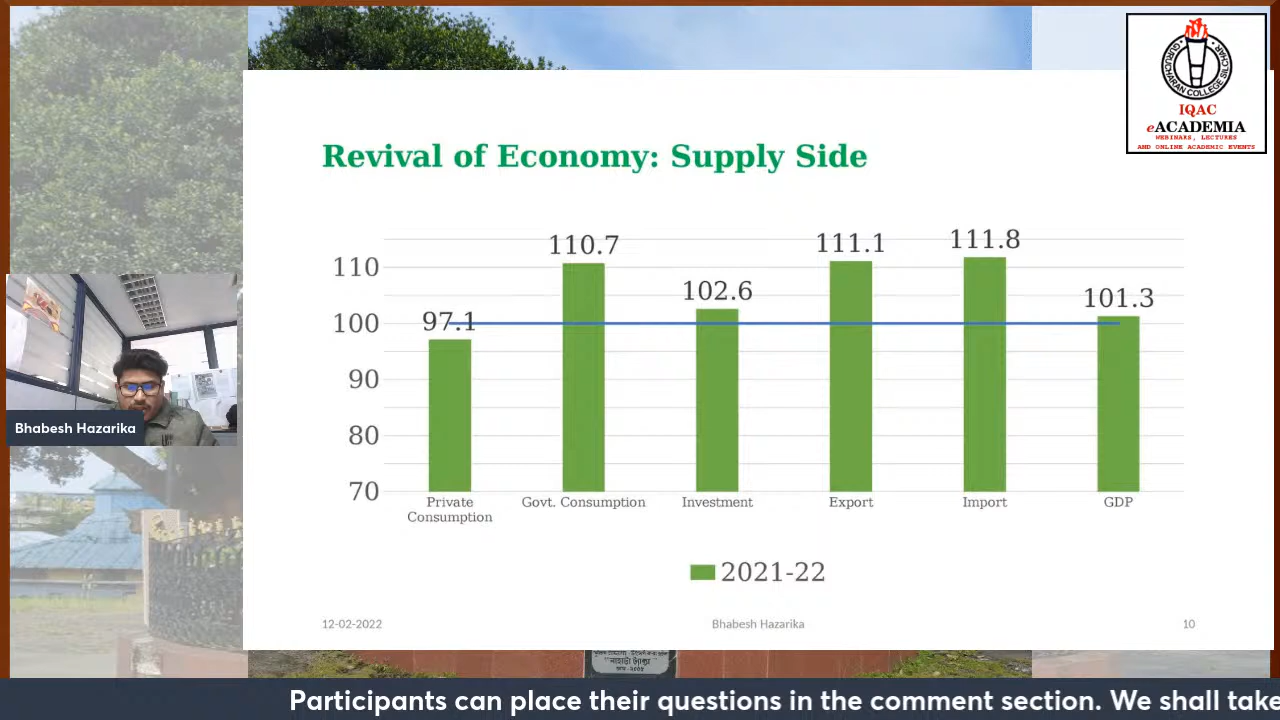 GURUCHARAN COLLEGE SILCHAR
IQAC
eACADEMIA
WEBINARS, LECTURES
AND ONLINE ACADEMIC EVENTS
Revival of Economy: Supply Side
110
100
90
80
70
97.1
110.7
102.6
111.1
111.8
101.3
Private
Consumption
Govt. Consumption
Investment
Export
Import
GDP
2021-22
12-02-2022
Bhabesh Hazarika
10
Bhabesh Hazarika
Participants can place their questions in the comment section. We shall take